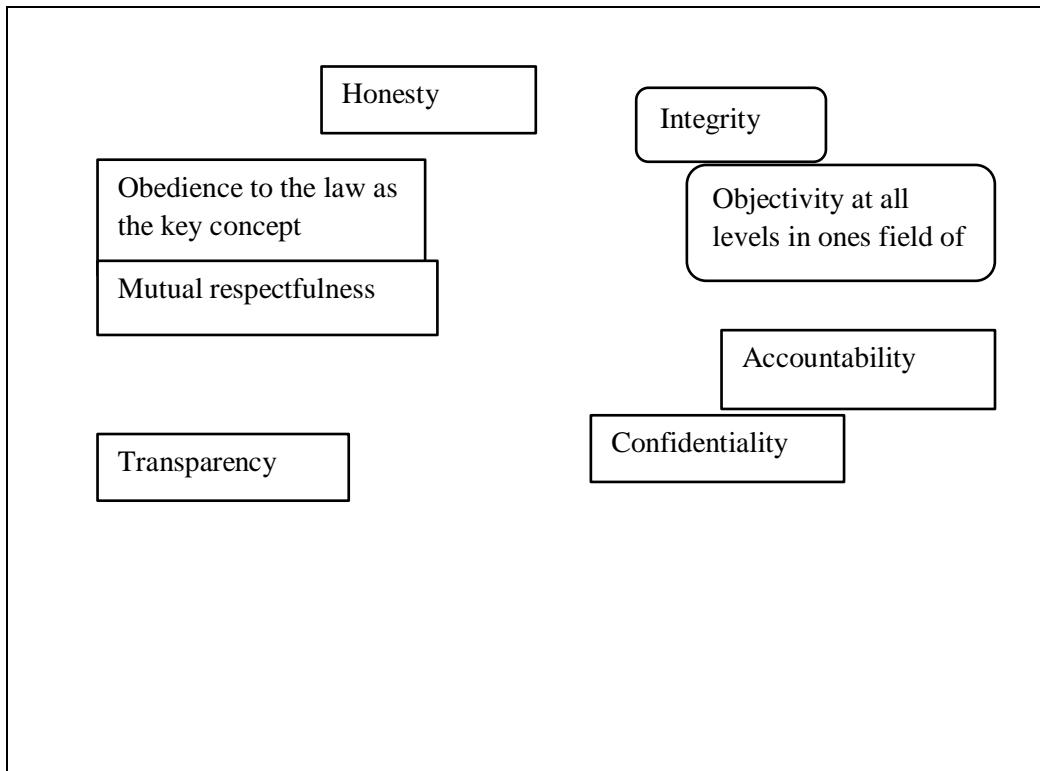 Honesty
Integrity
Obedience to the law as
the key concept
Objectivity at all
levels in ones field of
Mutual respectfulness
Accountability
Confidentiality
Transparency